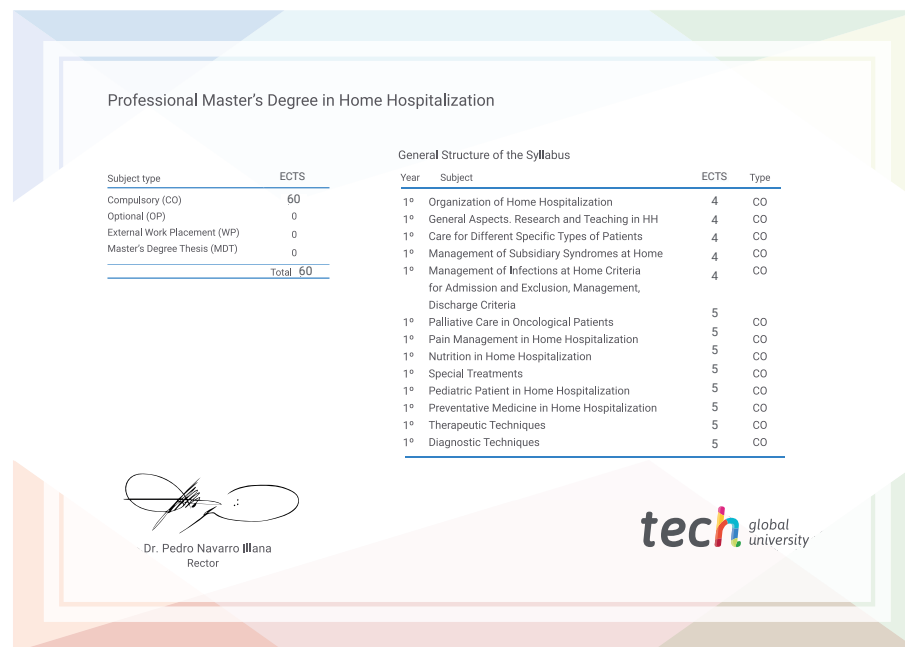 Professional Master's Degree in Home Hospitalization
Subject type ECTS
Compulsory (CO) 60
Optional (OP) 0
External Work Placement (WP) 0
Master's Degree Thesis (MDT) 0
Total 60
General Structure of the Syllabus
Year Subject ECTS Type
1º Organization of Home Hospitalization 4 CO
1º General Aspects. Research and Teaching in HH 4 CO
1º Care for Different Specific Types of Patients 4 CO
1º Management of Subsidiary Syndromes at Home 4 CO
1º Management of Infections at Home Criteria 4 CO
for Admission and Exclusion, Management,
Discharge Criteria
1º Palliative Care in Oncological Patients 5 CO
1º Pain Management in Home Hospitalization 5 CO
1º Nutrition in Home Hospitalization 5 CO
1º Special Treatments 5 CO
1º Pediatric Patient in Home Hospitalization 5 CO
1º Preventative Medicine in Home Hospitalization 5 CO
1º Therapeutic Techniques 5 CO
1º Diagnostic Techniques 5 CO
Dr. Pedro Navarro Illana
Rector
tech global
university